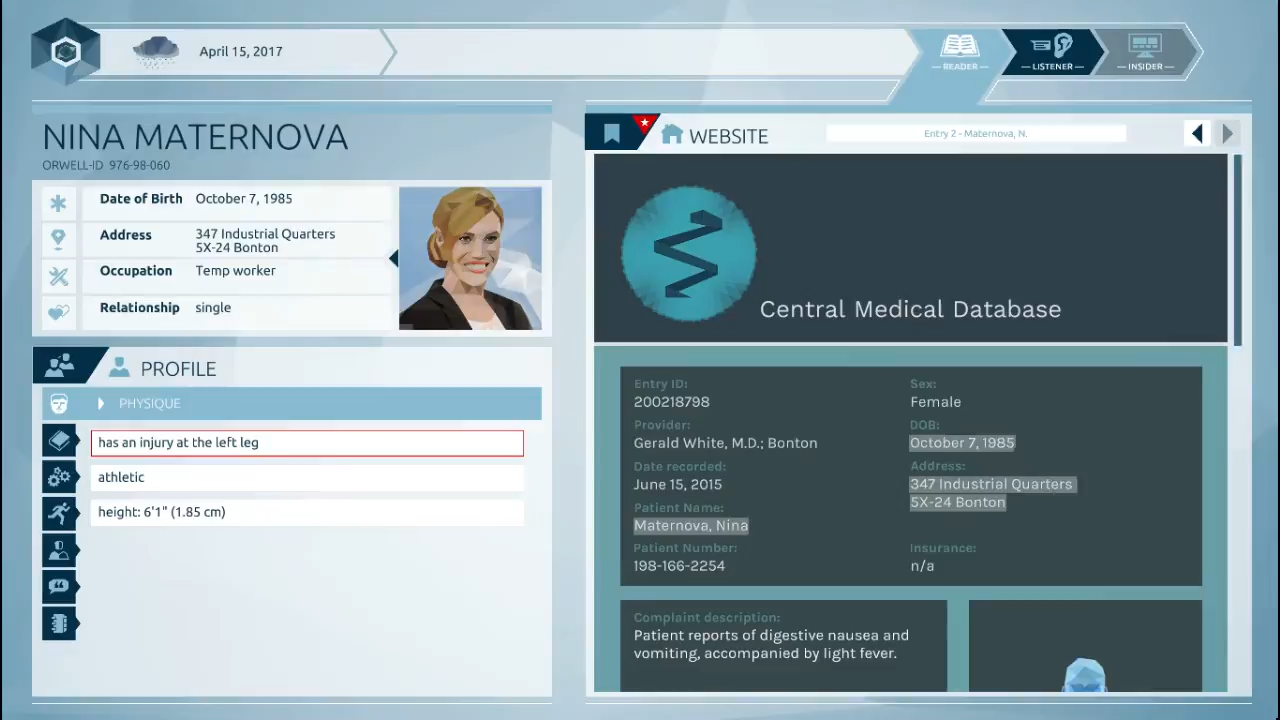 April 15, 2017
— READER —
— LISTENER —
— INSIDER —
NINA MATERNOVA
ORWELL-ID 976-98-060
Date of Birth October 7, 1985
Address 347 Industrial Quarters
5X-24 Bonton
Occupation Temp worker
Relationship single
PROFILE
PHYSIQUE
has an injury at the left leg
athletic
height: 6'1" (1.85 cm)
WEBSITE
Entry 2 - Maternova, N.
Central Medical Database
Entry ID:
200218798
Provider:
Gerald White, M.D.; Bonton
Date recorded:
June 15, 2015
Patient Name:
Maternova, Nina
Patient Number:
198-166-2254
Sex:
Female
DOB:
October 7, 1985
Address:
347 Industrial Quarters
5X-24 Bonton
Insurance:
n/a
Complaint description:
Patient reports of digestive nausea and
vomiting, accompanied by light fever.